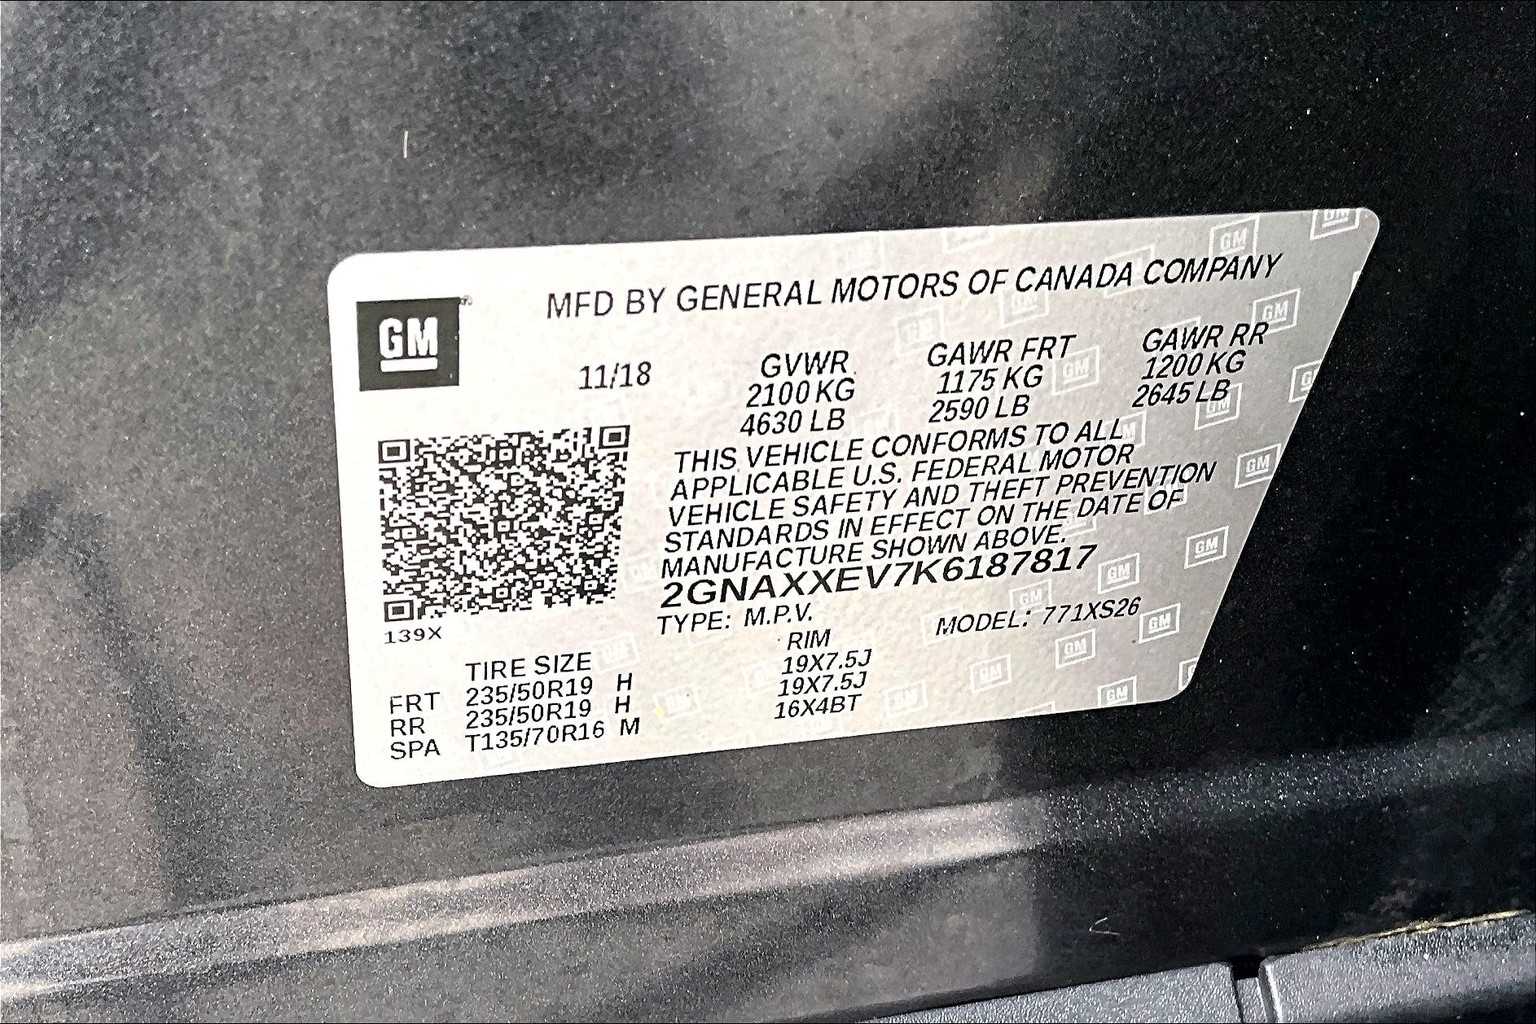 GM
MFD BY GENERAL MOTORS OF CANADA COMPANY
11/18
GVWR GAWR FRT GAWR RR
2100 KG 1175 KG 1200 KG
4630 LB 2590 LB 2645 LB
THIS VEHICLE CONFORMS TO ALL
APPLICABLE U.S. FEDERAL MOTOR
VEHICLE SAFETY AND THEFT PREVENTION
STANDARDS IN EFFECT ON THE DATE OF
MANUFACTURE SHOWN ABOVE.
2GNAXXEV7K6187817
TYPE: M.P.V. MODEL: 771XS26
139X
TIRE SIZE RIM
FRT 235/50R19 H 19X7.5J
RR 235/50R19 H 19X7.5J
SPA T135/70R16 M 16X4BT